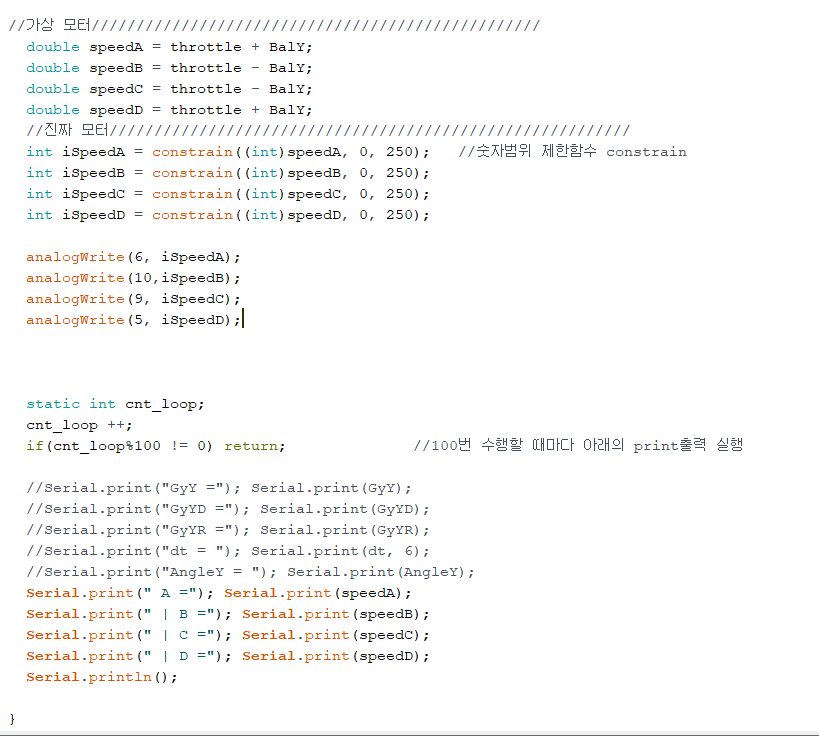 //가상 모터//////////////////////////////////////////////////
double speedA = throttle + BalY;
double speedB = throttle - BalY;
double speedC = throttle - BalY;
double speedD = throttle + BalY;
//진짜 모터//////////////////////////////////////////////////////////
int iSpeedA = constrain((int)speedA, 0, 250); //숫자범위 제한함수 constrain
int iSpeedB = constrain((int)speedB, 0, 250);
int iSpeedC = constrain((int)speedC, 0, 250);
int iSpeedD = constrain((int)speedD, 0, 250);
analogWrite(6, iSpeedA);
analogWrite(10,iSpeedB);
analogWrite(9, iSpeedC);
analogWrite(5, iSpeedD);
static int cnt_loop;
cnt_loop ++;
if(cnt_loop%100 != 0) return; //100번 수행할 때마다 아래의 print출력 실행
//Serial.print("GyY ="); Serial.print(GyY);
//Serial.print("GyYD ="); Serial.print(GyYD);
//Serial.print("GyYR ="); Serial.print(GyYR);
//Serial.print("dt = "); Serial.print(dt, 6);
//Serial.print("AngleY = "); Serial.print(AngleY);
Serial.print(" A ="); Serial.print(speedA);
Serial.print(" | B ="); Serial.print(speedB);
Serial.print(" | C ="); Serial.print(speedC);
Serial.print(" | D ="); Serial.print(speedD);
Serial.println();
}